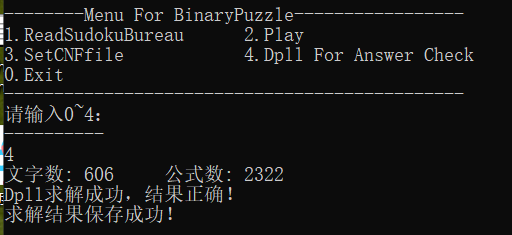 --------Menu For BinaryPuzzle-----------------
1.ReadSudokuBureau      2.Play
3.SetCNFfile            4.Dpll For Answer Check
0.Exit
----------------------------------------------
请输入0~4:
----------
4
文字数: 606     公式数: 2322
Dpll求解成功，结果正确！
求解结果保存成功！